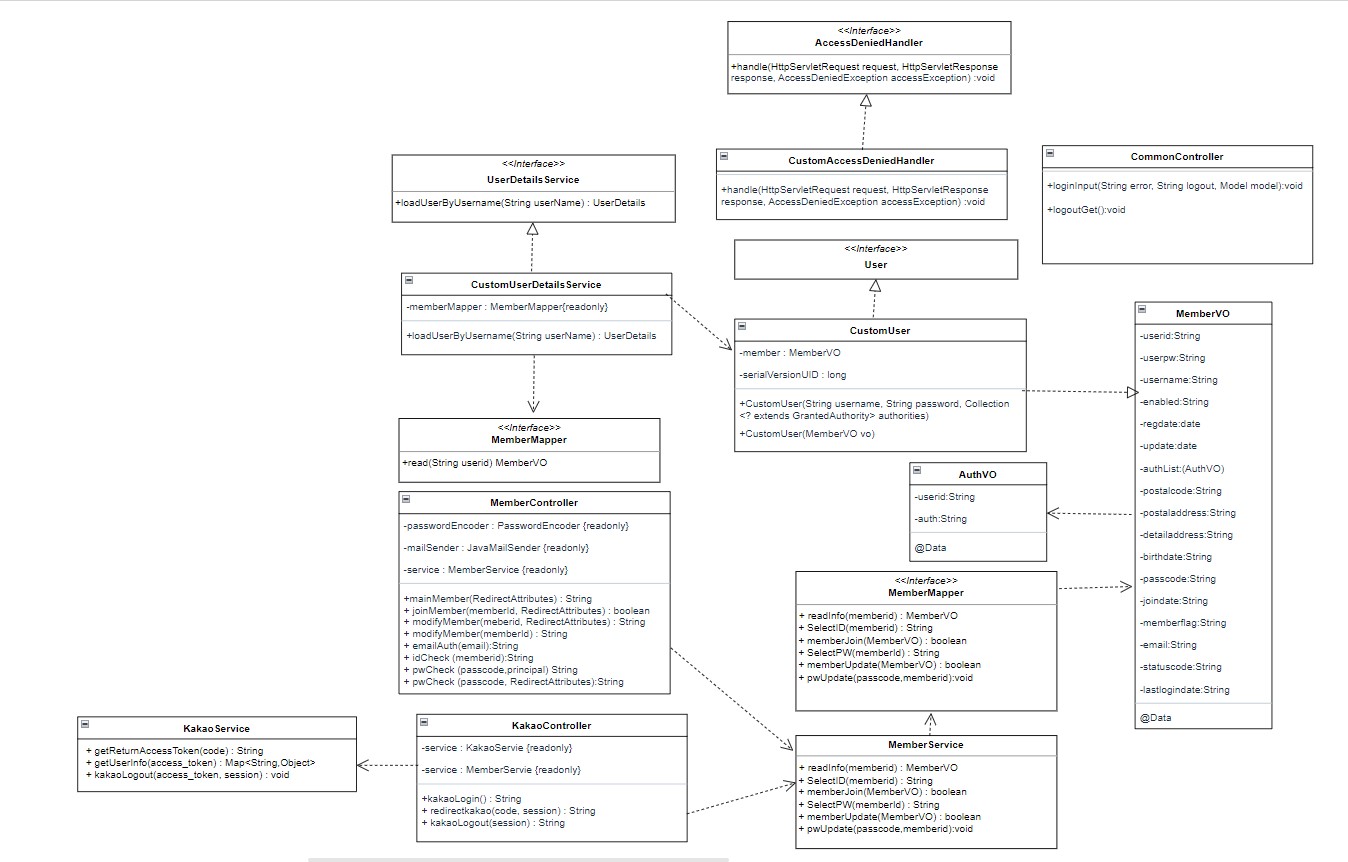 <<Interface>>
AccessDeniedHandler
+handle(HttpServletRequest request, HttpServletResponse
response, AccessDeniedException accessException) :void
CustomAccessDeniedHandler
+handle(HttpServletRequest request, HttpServletResponse
response, AccessDeniedException accessException) :void
CommonController
+loginInput(String error, String logout, Model model):void
+logoutGet():void
<<Interface>>
UserDetailsService
+loadUserByUsername(String userName) : UserDetails
<<Interface>>
User
CustomUserDetailsService
-memberMapper : MemberMapper{readonly}
+loadUserByUsername(String userName) : UserDetails
CustomUser
-member : MemberVO
-serialVersionUID : long
+CustomUser(String username, String password, Collection
<? extends GrantedAuthority> authorities)
+CustomUser(MemberVO vo)
MemberVO
-userid:String
-userpw:String
-username:String
-enabled:String
-regdate:date
-update:date
-authList:(AuthVO)
-postalcode:String
-postaladdress:String
-detailaddress:String
-birthdate:String
-passcode:String
-joindate:String
-memberflag:String
-email:String
-statuscode:String
-lastlogindate:String
@Data
<<Interface>>
MemberMapper
+read(String userid) MemberVO
AuthVO
-userid:String
-auth:String
@Data
MemberController
-passwordEncoder : PasswordEncoder {readonly}
-mailSender : JavaMailSender {readonly}
-service : MemberService {readonly}
+mainMember(RedirectAttributes) : String
+ joinMember(memberId, RedirectAttributes) : boolean
+ modifyMember(meberid, RedirectAttributes) : String
+ modifyMember(memberId) : String
+ emailAuth(email):String
+ idCheck (memberid):String
+ pwCheck (passcode,principal) String
+ pwCheck (passcode, RedirectAttributes):String
<<Interface>>
MemberMapper
+ readInfo(memberid) : MemberVO
+ SelectID(memberid) : String
+ memberJoin(MemberVO) : boolean
+ SelectPW(memberId) : String
+ memberUpdate(MemberVO) : boolean
+ pwUpdate(passcode,memberid):void
KakaoService
+ getReturnAccessToken(code) : String
+ getUserInfo(access_token) : Map<String,Object>
+ kakaoLogout(access_token, session) : void
KakaoController
-service : KakaoServie {readonly}
-service : MemberServie {readonly}
+kakaoLogin() : String
+ redirectkakao(code, session) : String
+ kakaoLogout(session) : String
MemberService
+ readInfo(memberid) : MemberVO
+ SelectID(memberid) : String
+ memberJoin(MemberVO) : boolean
+ SelectPW(memberId) : String
+ memberUpdate(MemberVO) : boolean
+ pwUpdate(passcode,memberid):void